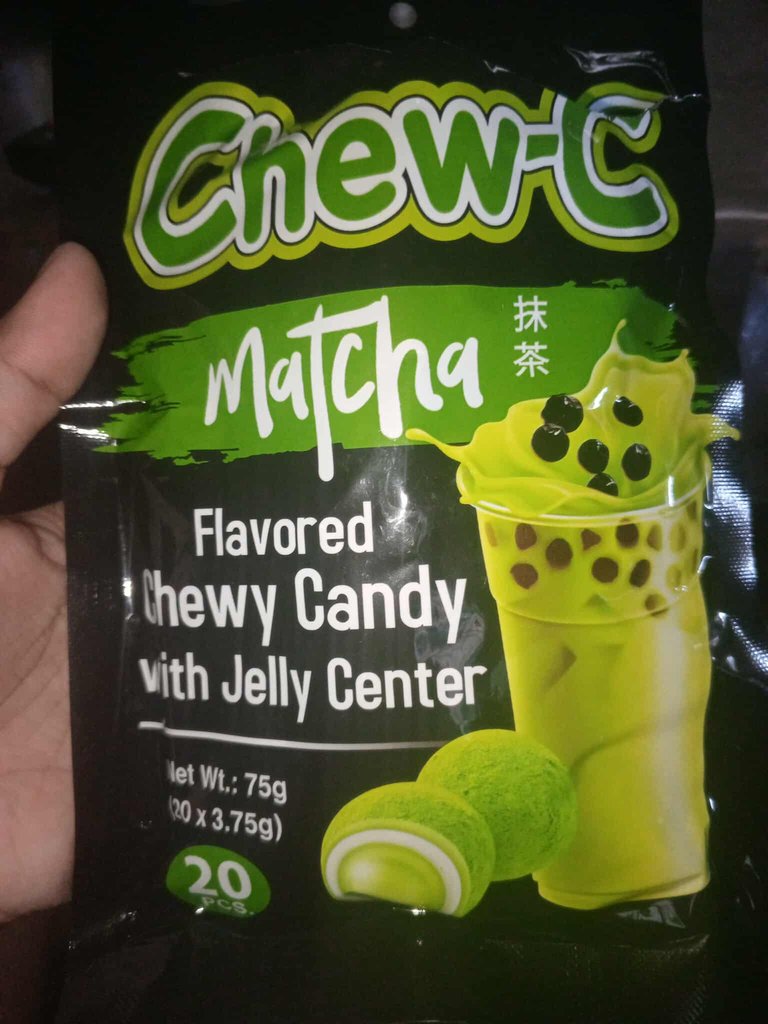 Chew-C
matcha
抹
茶
Flavored
Chewy Candy
with Jelly Center
Net Wt.: 75g
(20 x 3.75g)
20
PCS.